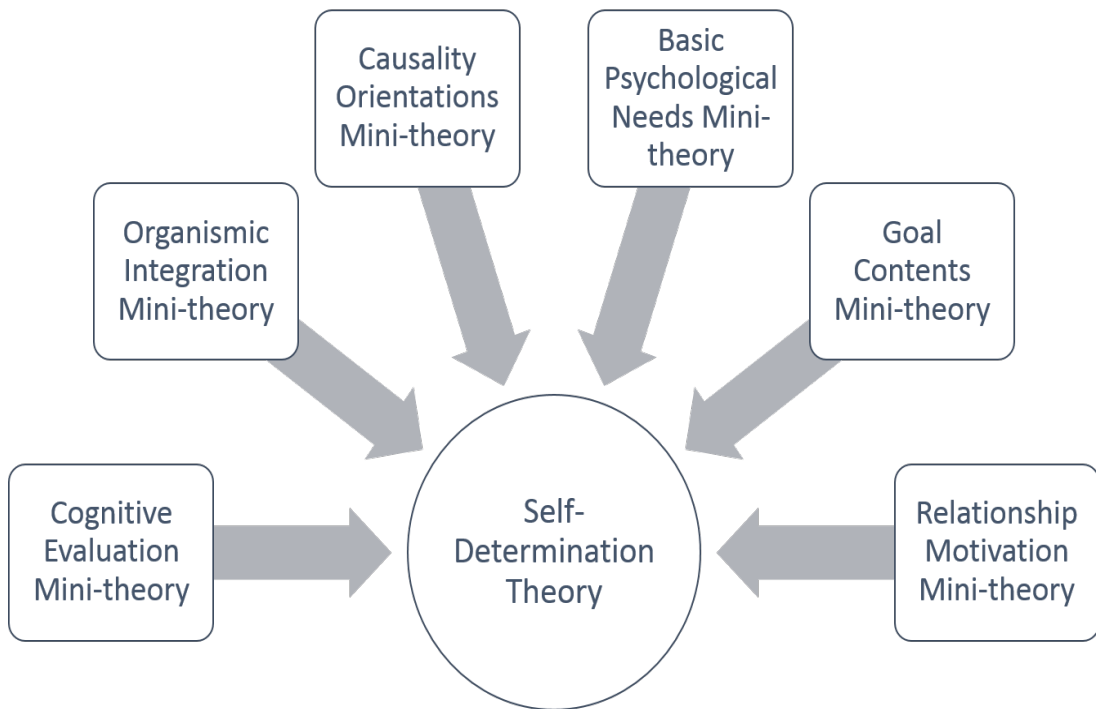 Causality
Orientations
Mini-theory
Basic
Psychological
Needs Mini-
theory
Organismic
Integration
Mini-theory
Goal
Contents
Mini-theory
Cognitive
Evaluation
Mini-theory
Self-
Determination
Theory
Relationship
Motivation
Mini-theory